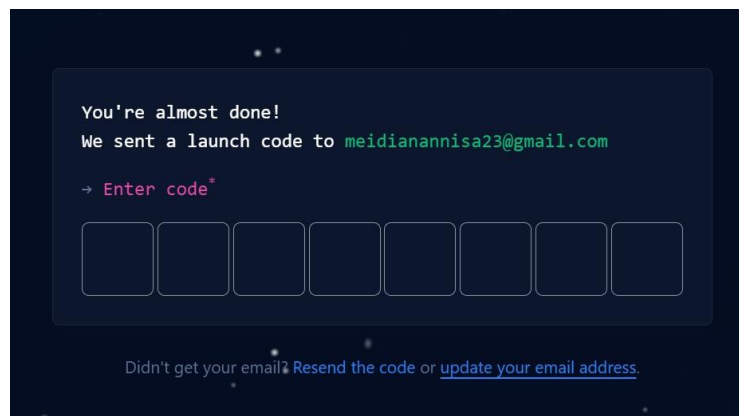 You're almost done!
We sent a launch code to meidianannisa23@gmail.com
→ Enter code*
Didn't get your email? Resend the code or update your email address.